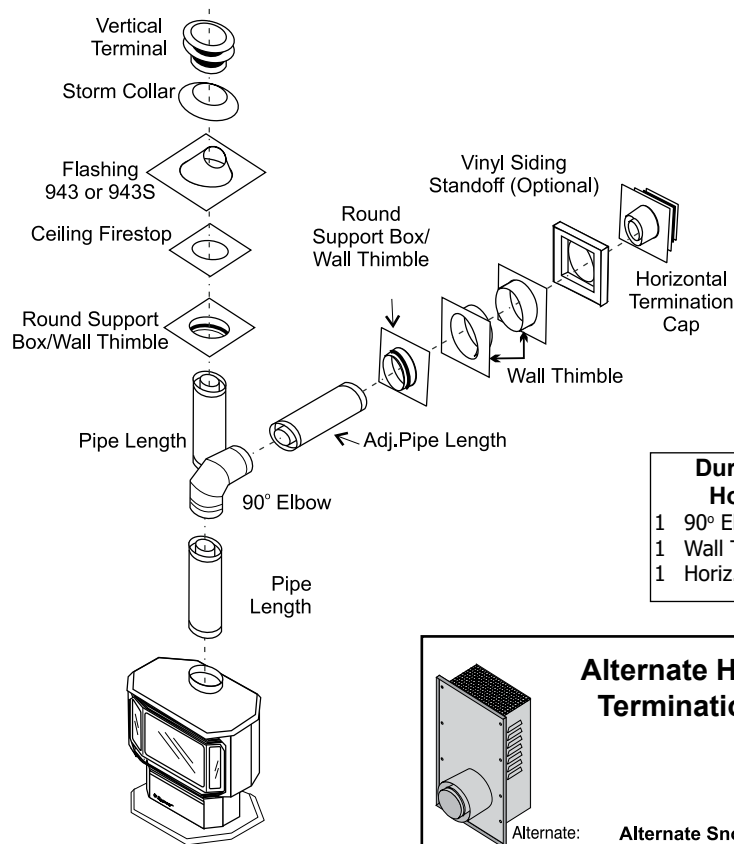 Vertical
Terminal
Storm Collar
Flashing
943 or 943S
Ceiling Firestop
Round Support
Box/Wall Thimble
Pipe Length
90° Elbow
Pipe
Length
Adj.Pipe Length
Round
Support Box/
Wall Thimble
Wall Thimble
Vinyl Siding
Standoff (Optional)
Horizontal
Termination
Cap
1 90° E
1 Wall
1 Horiz.
Alternate
Alternate:
Alternate